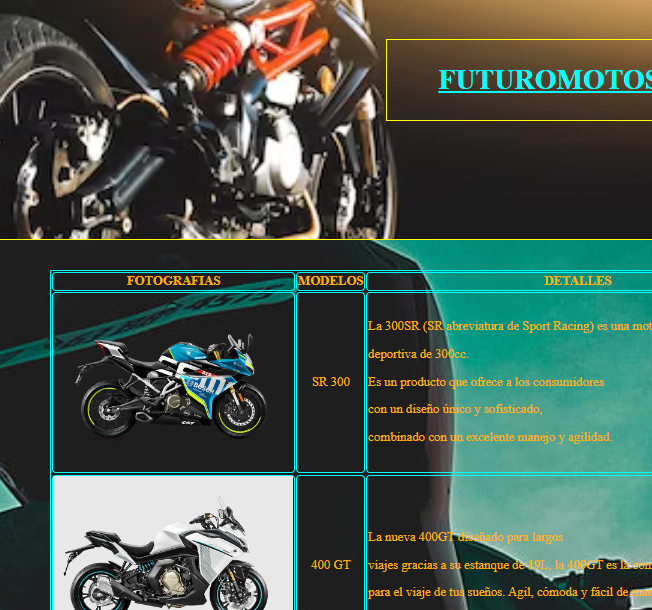 FUTUROMOTOS
FOTOGRAFIAS MODELOS DETALLES
La 300SR (SR abreviatura de Sport Racing) es una mot
deportiva de 300cc.
Es un producto que ofrece a los consumidores
SR 300
con un diseño único y sofisticado,
combinado con un excelente manejo y agilidad.
La nueva 400GT diseñado para largos
400 GT
viajes gracias a su estanque de 19L, la 400GT es la
para el viaje de tus sueños. Agil, cómoda y fácil de